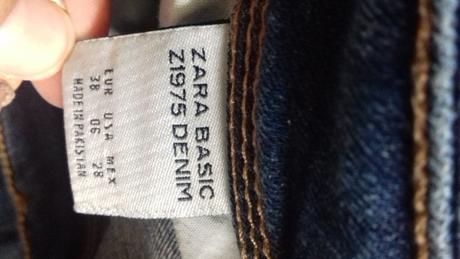 ZARA BASIC
Z1975 DENIM
EUR USA MEX
38 06 28
MADE IN PAKISTAN